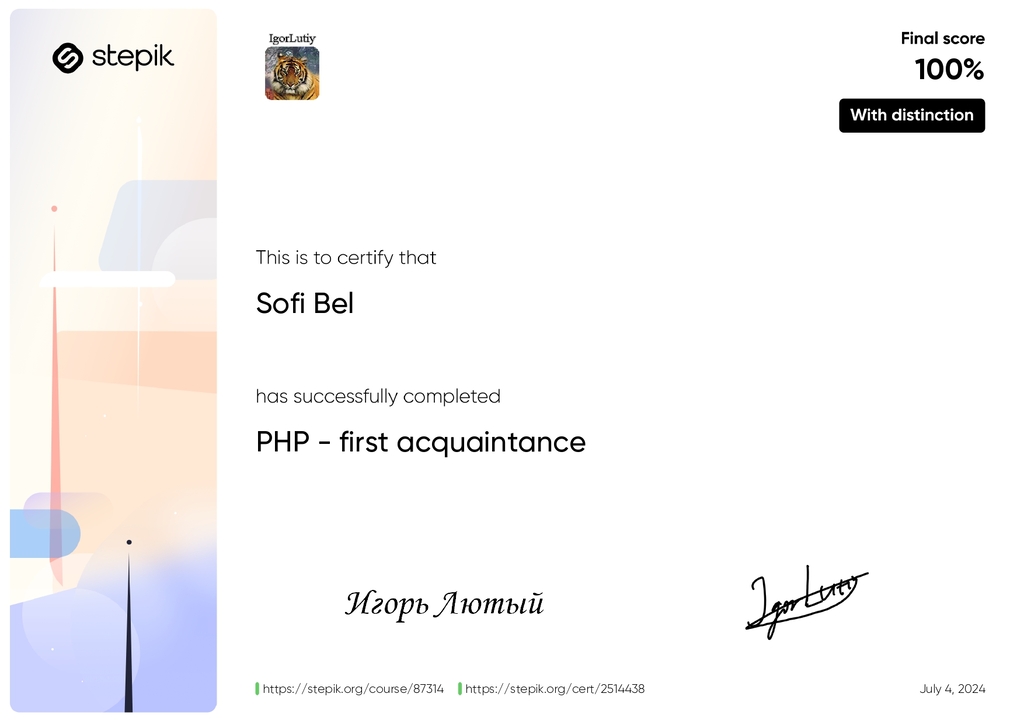 stepik
IgorLutiy
Final score
100%
With distinction
This is to certify that
Sofi Bel
has successfully completed
PHP - first acquaintance
Игорь Лютый
IgorLutiy
https://stepik.org/course/87314
https://stepik.org/cert/2514438
July 4, 2024